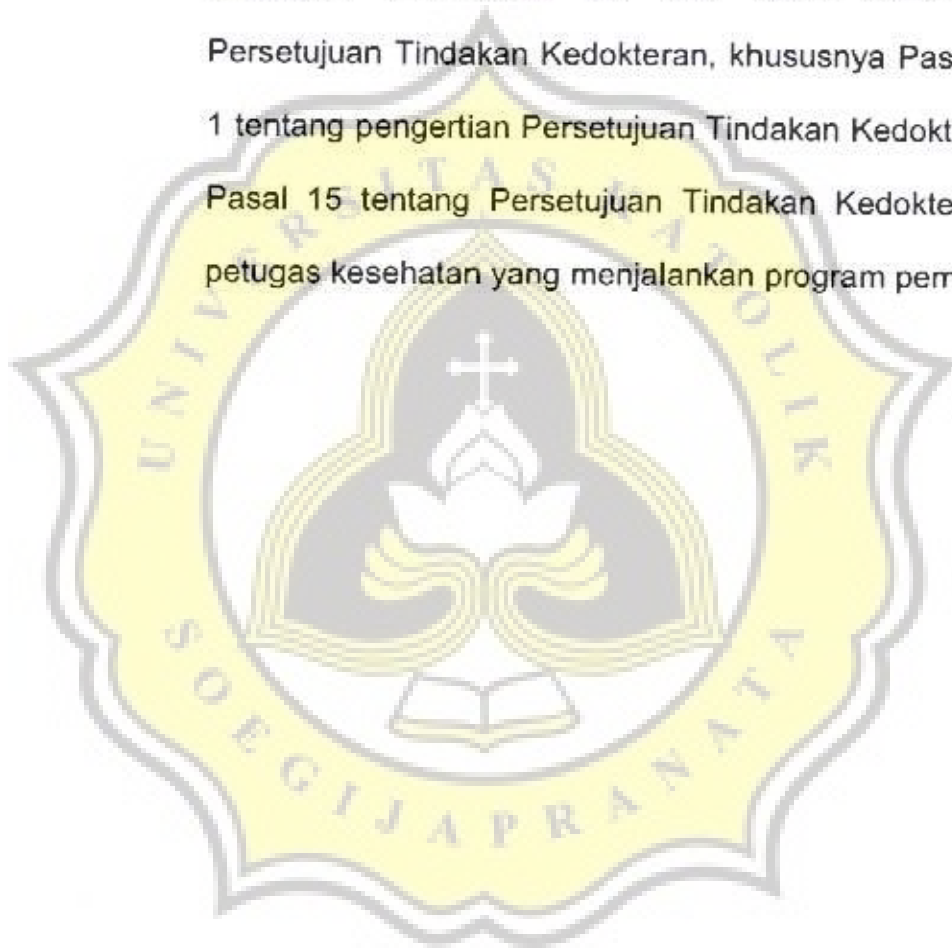 Persetujuan Tindakan Kedokteran, khususnya Pas
1 tentang pengertian Persetujuan Tindakan Kedokt
Pasal 15 tentang Persetujuan Tindakan Kedokte
petugas kesehatan yang menjalankan program pem
UNIVERSITAS KATOLIK
SOEGIJAPRANATA